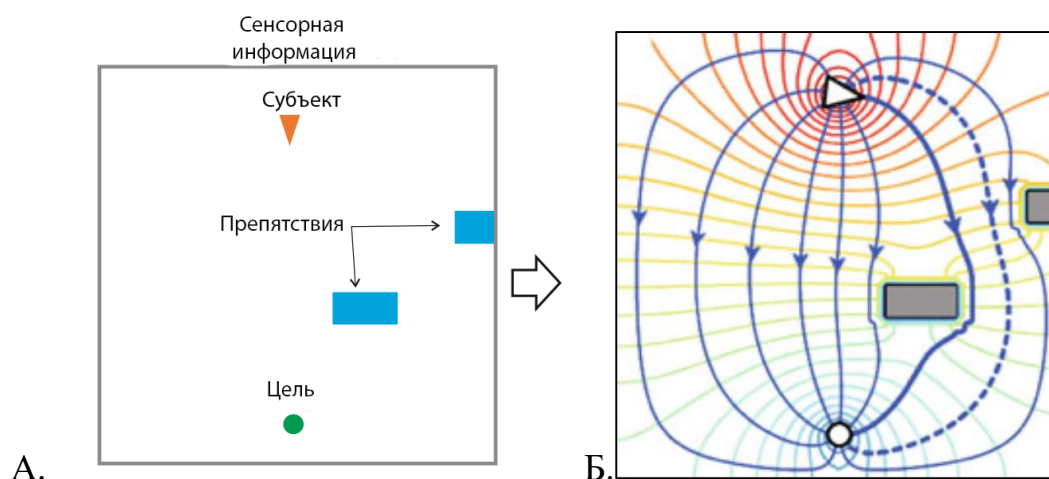 Сенсорная
информация
Субъект
Препятствия
Цель
А.
Б.